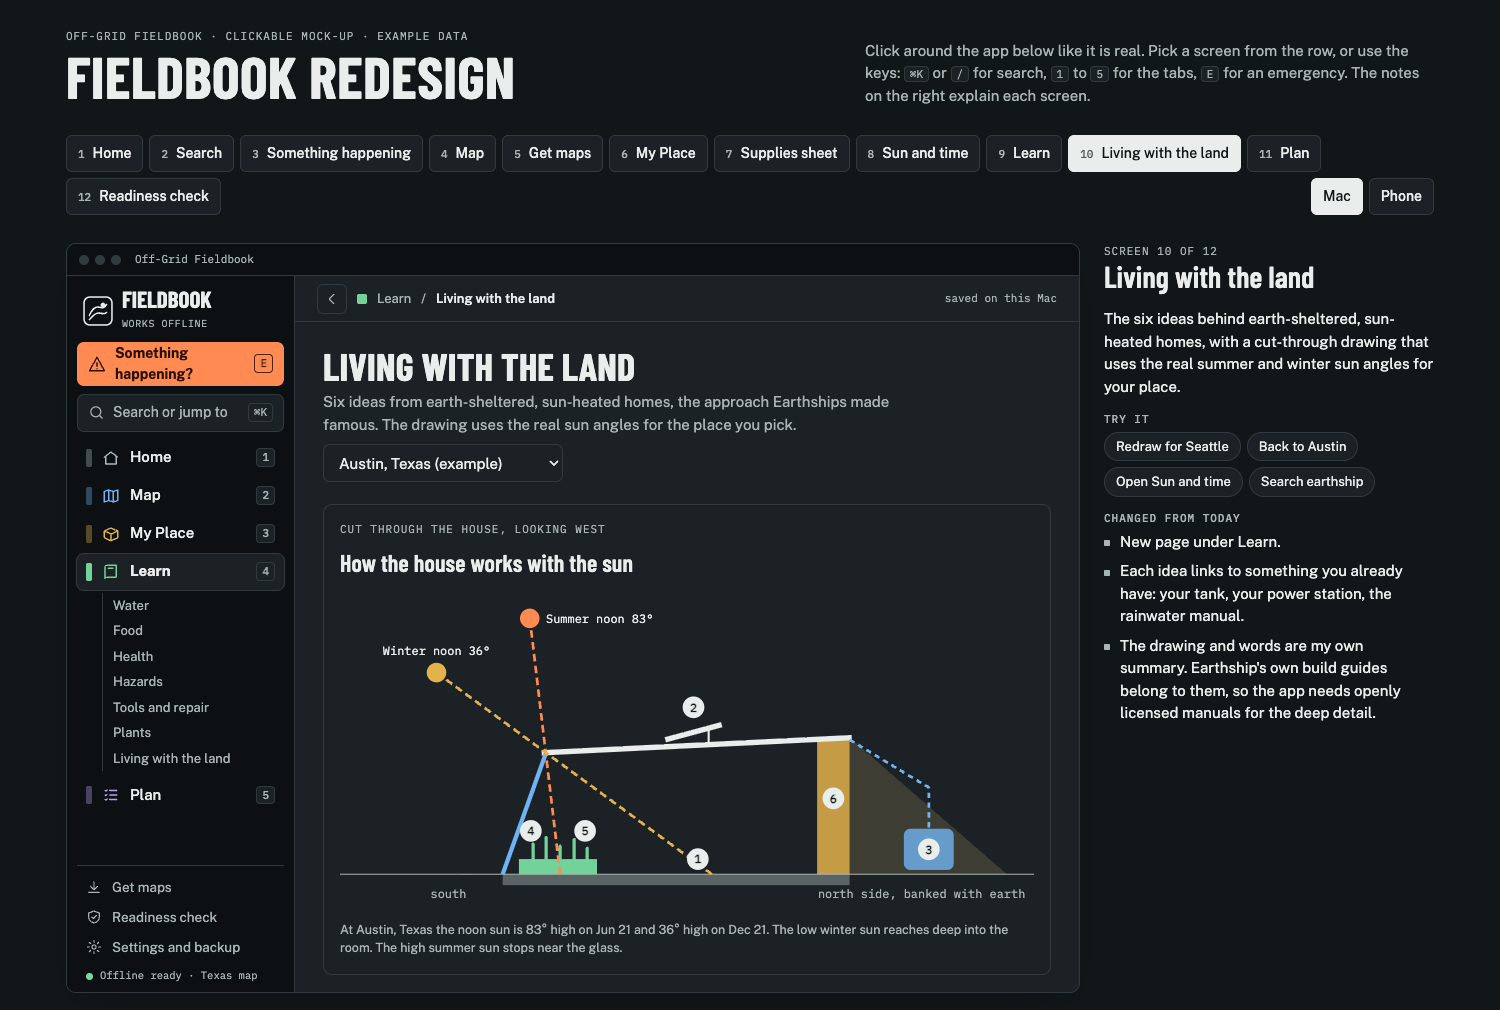 OFF-GRID FIELDBOOK · CLICKABLE MOCK-UP · EXAMPLE DATA
FIELDBOOK REDESIGN
Click around the app below like it is real. Pick a screen from the row, or use the
keys: ⌘K or / for search, 1 to 5 for the tabs, E for an emergency. The notes
on the right explain each screen.
1 Home
2 Search
3 Something happening
4 Map
5 Get maps
6 My Place
7 Supplies sheet
8 Sun and time
9 Learn
10 Living with the land
11 Plan
12 Readiness check
Mac
Phone
Off-Grid Fieldbook
FIELDBOOK
WORKS OFFLINE
Something
happening?
E
Search or jump to ⌘K
Home 1
Map 2
My Place 3
Learn 4
Water
Food
Health
Hazards
Tools and repair
Plants
Living with the land
Plan 5
Get maps
Readiness check
Settings and backup
Offline ready · Texas map
Learn / Living with the land
saved on this Mac
LIVING WITH THE LAND
Six ideas from earth-sheltered, sun-heated homes, the approach Earthships made
famous. The drawing uses the real sun angles for the place you pick.
Austin, Texas (example)
CUT THROUGH THE HOUSE, LOOKING WEST
How the house works with the sun
Summer noon 83°
Winter noon 36°
2
6
4
5
3
1
south
north side, banked with earth
At Austin, Texas the noon sun is 83° high on Jun 21 and 36° high on Dec 21. The low winter sun reaches deep into the
room. The high summer sun stops near the glass.
SCREEN 10 OF 12
Living with the land
The six ideas behind earth-sheltered, sun-
heated homes, with a cut-through drawing that
uses the real summer and winter sun angles for
your place.
TRY IT
Redraw for Seattle
Back to Austin
Open Sun and time
Search earthship
CHANGED FROM TODAY
New page under Learn.
Each idea links to something you already
have: your tank, your power station, the
rainwater manual.
The drawing and words are my own
summary. Earthship's own build guides
belong to them, so the app needs openly
licensed manuals for the deep detail.